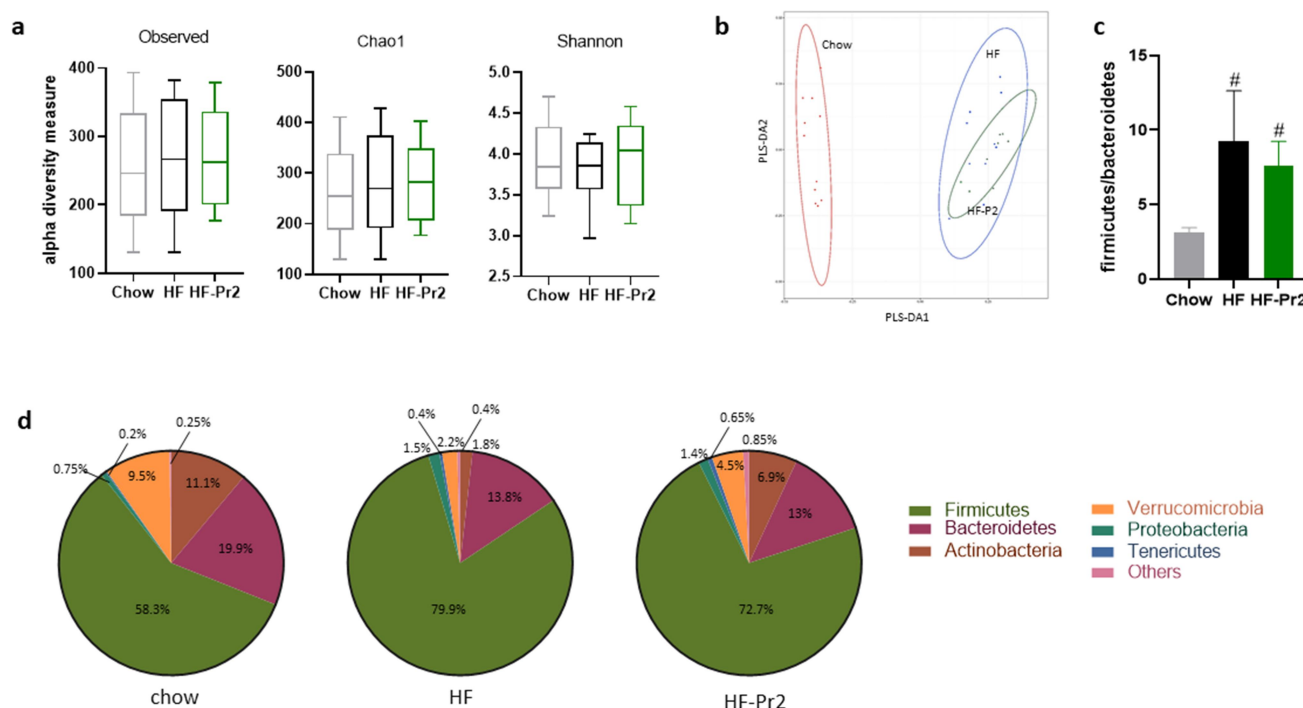 a
Observed
Chao1
Shannon
alpha diversity measure
400
300
200
100
Chow HF HF-Pr2
500
400
300
200
100
Chow HF HF-Pr2
5.0
4.5
4.0
3.5
3.0
2.5
Chow HF HF-Pr2
b
Chow
HF
HF-P2
PLS-DA2
PLS-DA1
c
firmicutes/bacteroidetes
15
10
5
0
#
#
Chow HF HF-Pr2
d
0.25%
0.2%
0.75%
9.5%
11.1%
19.9%
58.3%
chow
0.4%
0.4%
1.5%
2.2%
1.8%
13.8%
79.9%
HF
0.65%
0.85%
1.4%
4.5%
6.9%
13%
72.7%
HF-Pr2
Firmicutes
Bacteroidetes
Actinobacteria
Verrucomicrobia
Proteobacteria
Tenericutes
Others